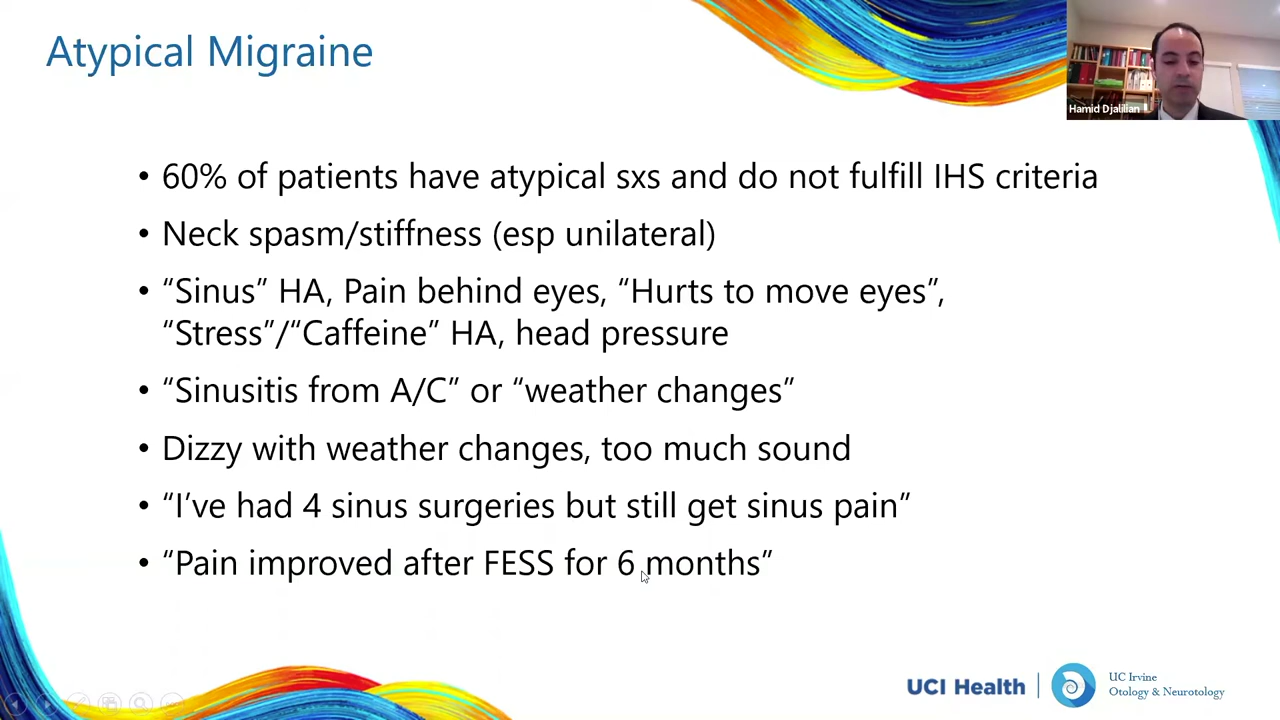 Atypical Migraine
Hamid Djalilian
• 60% of patients have atypical sxs and do not fulfill IHS criteria
• Neck spasm/stiffness (esp unilateral)
• “Sinus” HA, Pain behind eyes, “Hurts to move eyes”,
“Stress”/“Caffeine” HA, head pressure
• “Sinusitis from A/C” or “weather changes”
• Dizzy with weather changes, too much sound
• “I’ve had 4 sinus surgeries but still get sinus pain”
• “Pain improved after FESS for 6 months”
UCI Health
UC Irvine
Otology & Neurotology